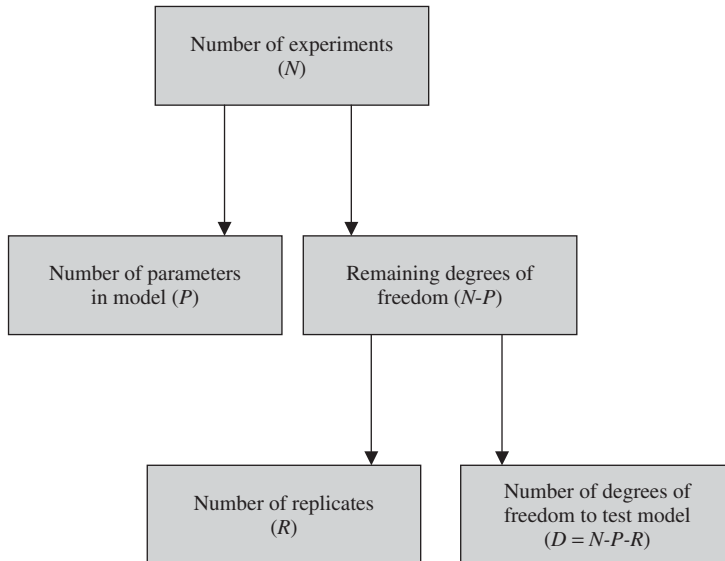 Number of experiments
(N)
Number of parameters
in model (P)
Remaining degrees of
freedom (N-P)
Number of replicates
(R)
Number of degrees of
freedom to test model
(D = N-P-R)